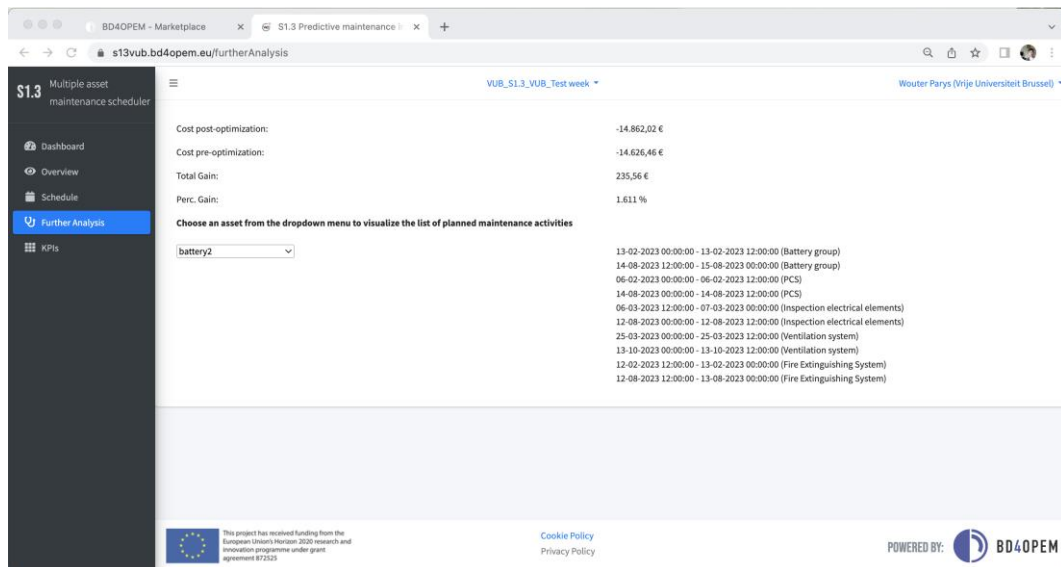 BD4OPEM - Marketplace
S1.3 Predictive maintenance i
s13vub.bd4opem.eu/furtherAnalysis
S1.3 Multiple asset maintenance scheduler
VUB_S1.3_VUB_Test week
Wouter Parys (Vrije Universiteit Brussel)
Dashboard
Overview
Schedule
Further Analysis
KPIs
Cost post-optimization: -14.862,02 €
Cost pre-optimization: -14.626,46 €
Total Gain: 235,56 €
Perc. Gain: 1.611 %
Choose an asset from the dropdown menu to visualize the list of planned maintenance activities
battery2
13-02-2023 00:00:00 - 13-02-2023 12:00:00 (Battery group)
14-08-2023 12:00:00 - 15-08-2023 00:00:00 (Battery group)
06-02-2023 00:00:00 - 06-02-2023 12:00:00 (PCS)
14-08-2023 00:00:00 - 14-08-2023 12:00:00 (PCS)
06-03-2023 12:00:00 - 07-03-2023 00:00:00 (Inspection electrical elements)
12-08-2023 00:00:00 - 12-08-2023 12:00:00 (Inspection electrical elements)
25-03-2023 00:00:00 - 25-03-2023 12:00:00 (Ventilation system)
13-10-2023 00:00:00 - 13-10-2023 12:00:00 (Ventilation system)
12-02-2023 12:00:00 - 13-02-2023 00:00:00 (Fire Extinguishing System)
12-08-2023 12:00:00 - 13-08-2023 00:00:00 (Fire Extinguishing System)
This project has received funding from the
European Union's Horizon 2020 research and
innovation programme under grant
agreement 872525
Cookie Policy
Privacy Policy
POWERED BY: BD4OPEM